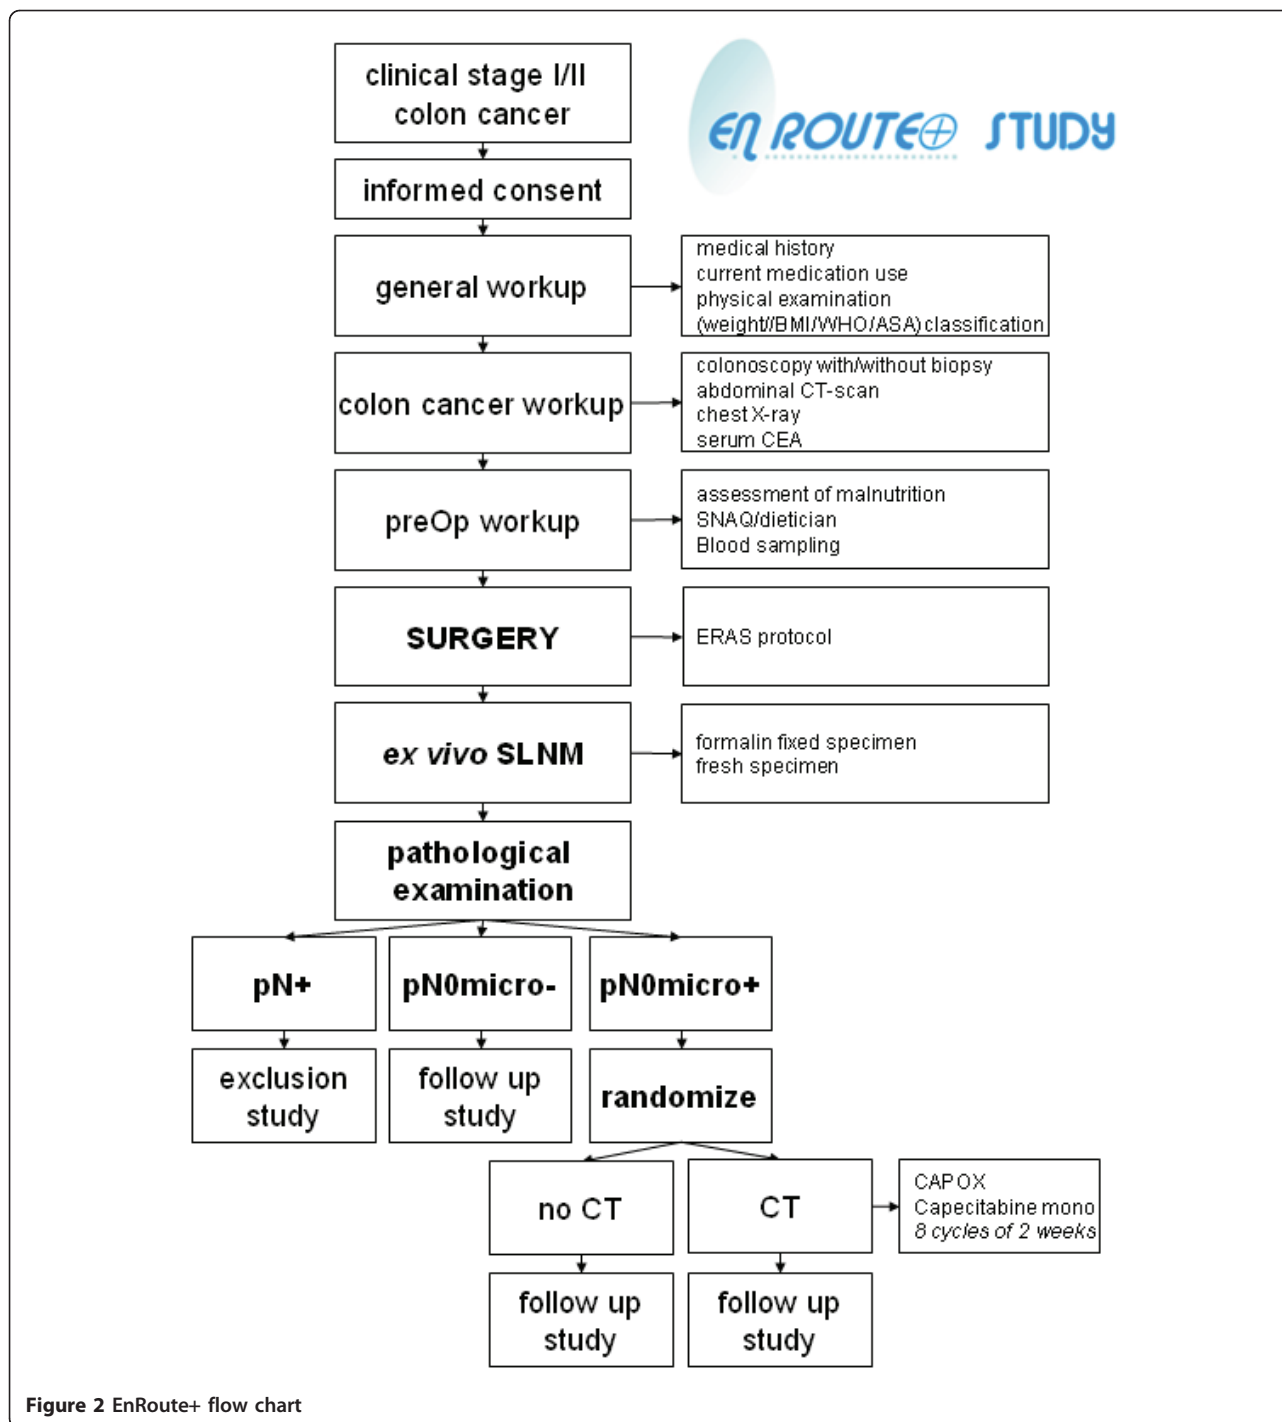 clinical stage I/II
colon cancer
EN ROUTE+ STUDY
informed consent
general workup
medical history
current medication use
physical examination
(weight//BMI/WHO/ASA) classification
colon cancer workup
colonoscopy with/without biopsy
abdominal CT-scan
chest X-ray
serum CEA
preOp workup
assessment of malnutrition
SNAQ/dietician
Blood sampling
SURGERY
ERAS protocol
ex vivo SLNM
formalin fixed specimen
fresh specimen
pathological
examination
pN+
pN0micro-
pN0micro+
exclusion
study
follow up
study
randomize
no CT
CT
CAPOX
Capecitabine mono
8 cycles of 2 weeks
follow up
study
follow up
study
Figure 2 EnRoute+ flow chart